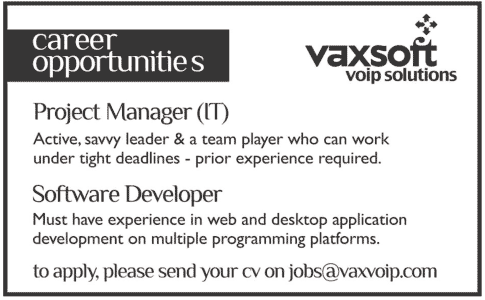 career
opportunities
vaxsoft
voip solutions
Project Manager (IT)
Active, savvy leader & a team player who can work
under tight deadlines - prior experience required.
Software Developer
Must have experience in web and desktop application
development on multiple programming platforms.
to apply, please send your cv on jobs@vaxvoip.com